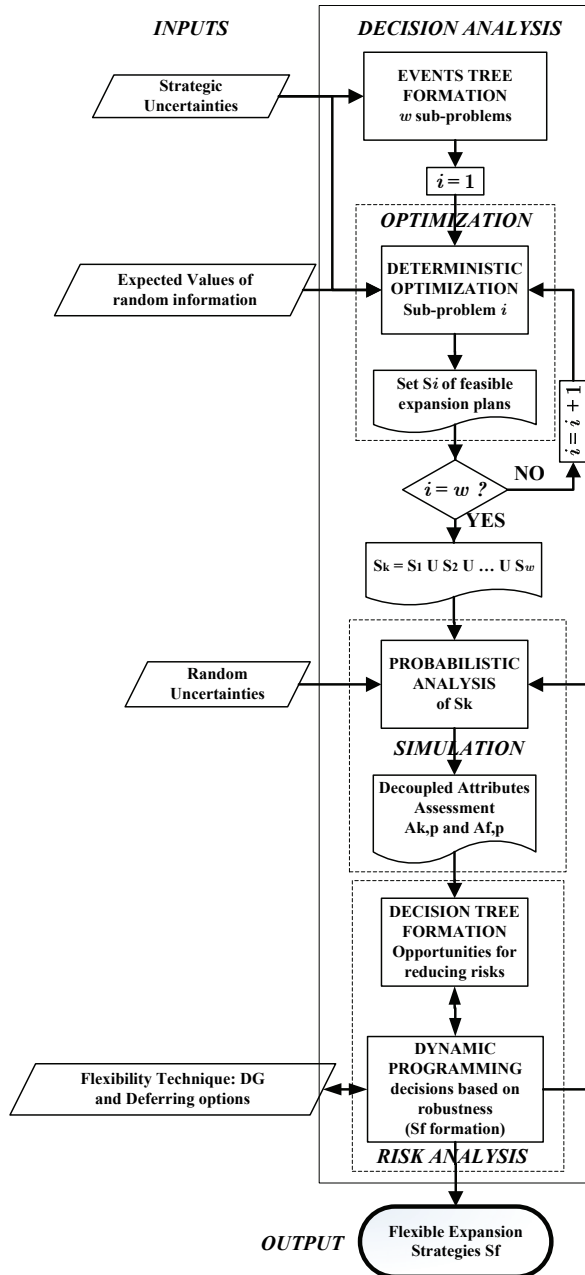 INPUTS
DECISION ANALYSIS
Strategic
Uncertainties
EVENTS TREE
FORMATION
w sub-problems
i = 1
OPTIMIZATION
Expected Values of
random information
DETERMINISTIC
OPTIMIZATION
Sub-problem i
Set Si of feasible
expansion plans
i = i + 1
i = w ?
NO
YES
Sk = S1 U S2 U … U Sw
Random
Uncertainties
PROBABILISTIC
ANALYSIS
of Sk
SIMULATION
Decoupled Attributes
Assessment
Ak,p and Af,p
DECISION TREE
FORMATION
Opportunities for
reducing risks
Flexibility Technique: DG
and Deferring options
DYNAMIC
PROGRAMMING
decisions based on
robustness
(Sf formation)
RISK ANALYSIS
OUTPUT
Flexible Expansion
Strategies Sf